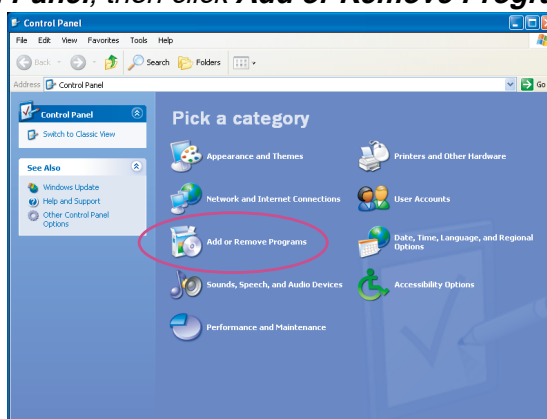 Panel, then click Add or Remove Progr
Control Panel
File Edit View Favorites Tools Help
Back Search Folders
Address Control Panel Go
Control Panel
Switch to Classic View
See Also
Windows Update
Help and Support
Other Control Panel
Options
Pick a category
Appearance and Themes
Printers and Other Hardware
Network and Internet Connections
User Accounts
Add or Remove Programs
Date, Time, Language, and Regional
Options
Sounds, Speech, and Audio Devices
Accessibility Options
Performance and Maintenance